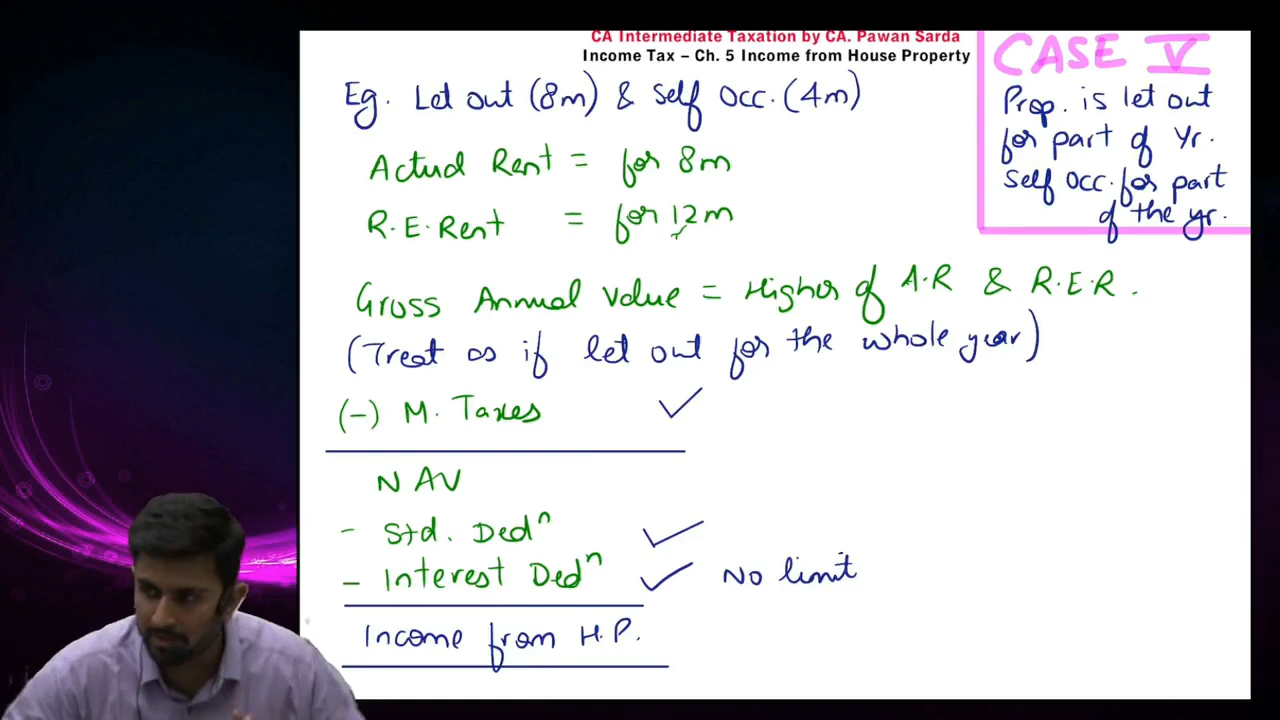 CA Intermediate Taxation by CA. Pawan Sarda
Income Tax – Ch. 5 Income from House Property
CASE V
Prop. is let out
for part of Yr.
Self Occ. for part
of the yr.
Eg. Let out (8m) & Self Occ. (4m)
Actual Rent = for 8m
R.E. Rent = for 12m
Gross Annual Value = Higher of A.R & R.E.R.
(Treat as if let out for the whole year)
(-) M. Taxes ✓
NAV
- Std. Dedⁿ ✓
- Interest Dedⁿ ✓ No limit
Income from H.P.